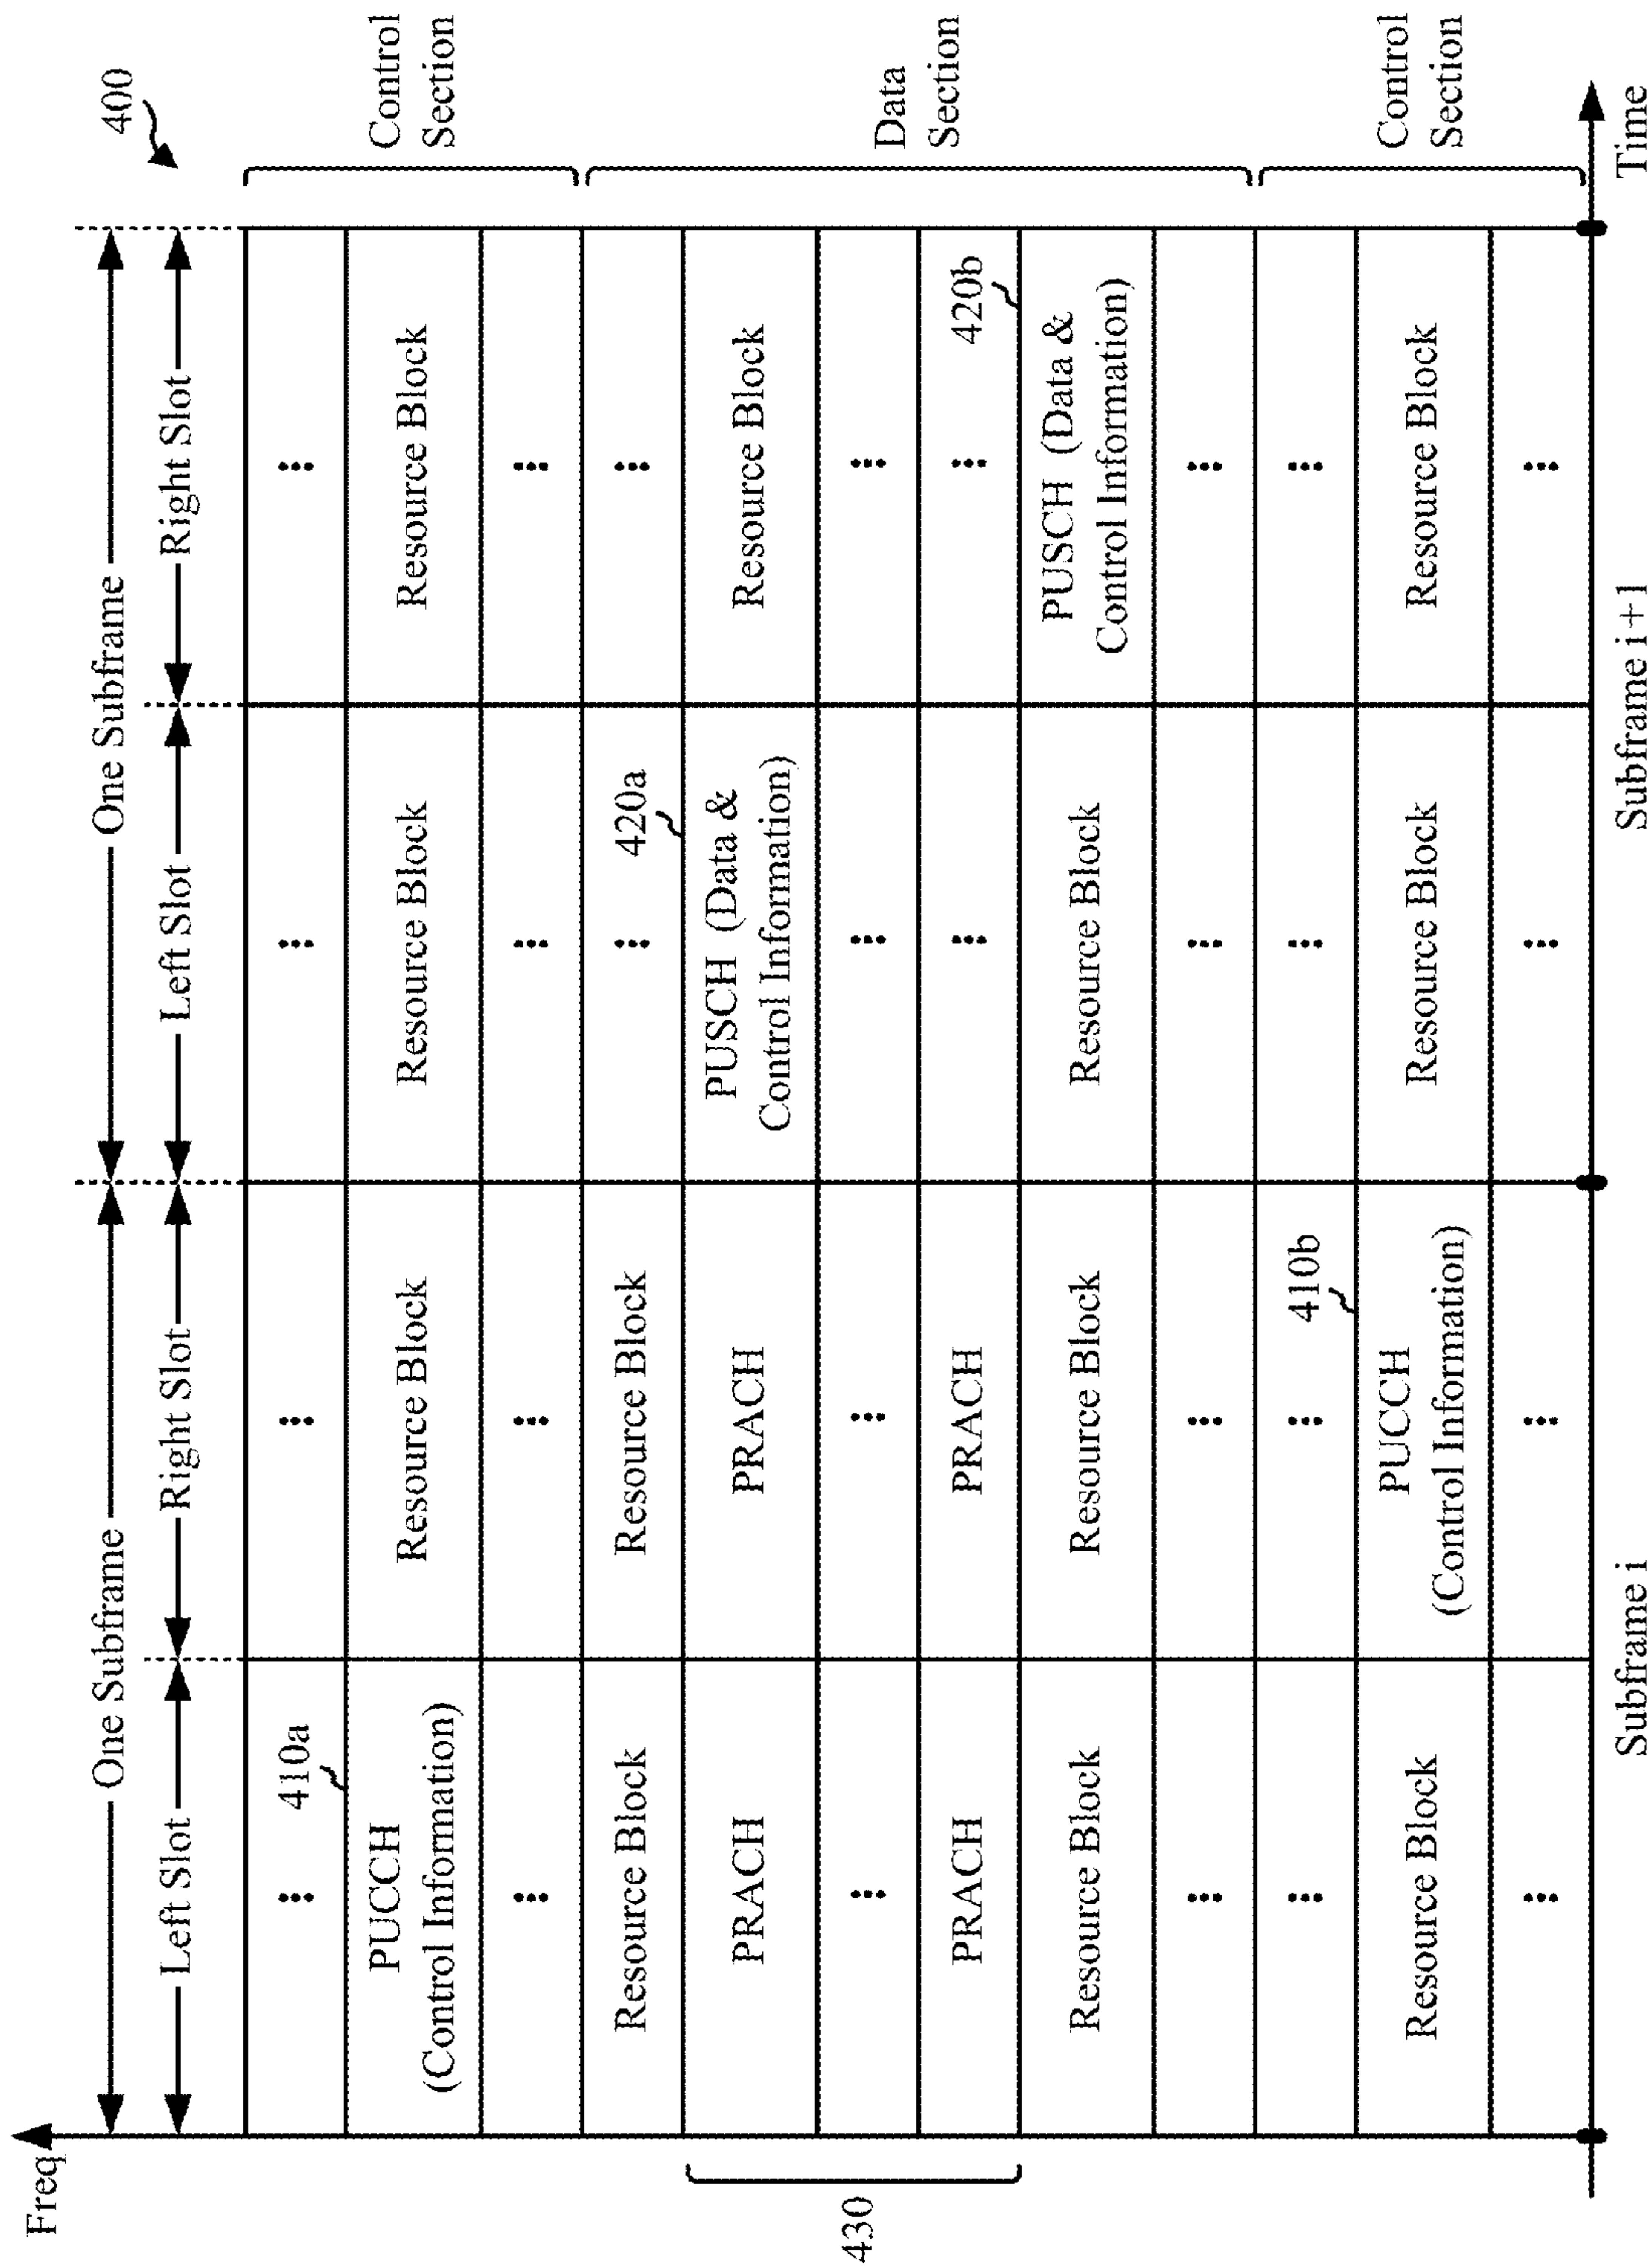 400
Freq
One Subframe
One Subframe
Left Slot
Right Slot
Left Slot
Right Slot
410a
PUCCH
(Control Information)
Resource Block
Resource Block
Resource Block
Control
Section
Resource Block
Resource Block
420a
430
PRACH
PRACH
PUSCH (Data &
Control Information)
Resource Block
Data
Section
PRACH
PRACH
420b
Resource Block
Resource Block
Resource Block
PUSCH (Data &
Control Information)
410b
Resource Block
PUCCH
(Control Information)
Resource Block
Resource Block
Control
Section
Subframe i
Subframe i+1
Time